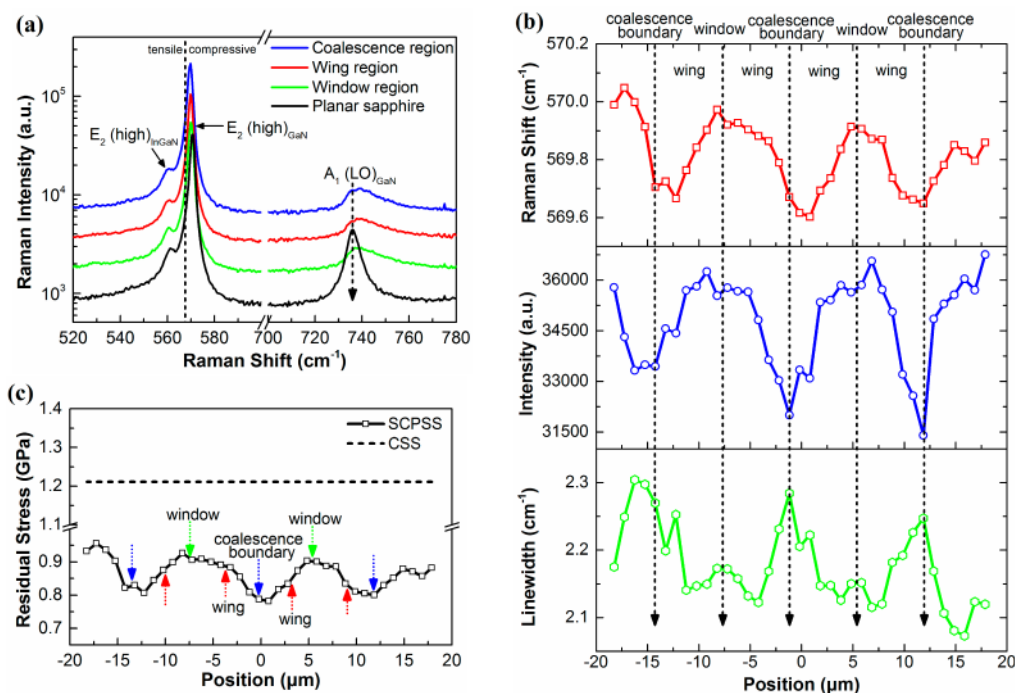 (a)
tensile compressive
Coalescence region
Wing region
Window region
Planar sapphire
E2 (high)InGaN
E2 (high)GaN
A1 (LO)GaN
10^5
10^4
10^3
Raman Intensity (a.u.)
520 540 560 580 700 720 740 760 780
Raman Shift (cm-1)
(c)
SCPSS
CSS
1.4
1.3
1.2
1.1
0.9
0.8
0.7
Residual Stress (GPa)
window window
coalescence
boundary
wing wing
-20 -15 -10 -5 0 5 10 15 20
Position (μm)
(b)
coalescence coalescence coalescence
boundary window boundary window boundary
wing wing wing wing
570.2
570.0
569.8
569.6
Raman Shift (cm-1)
36000
34500
33000
31500
Intensity (a.u.)
2.3
2.2
2.1
Linewidth (cm-1)
-20 -15 -10 -5 0 5 10 15 20
Position (μm)